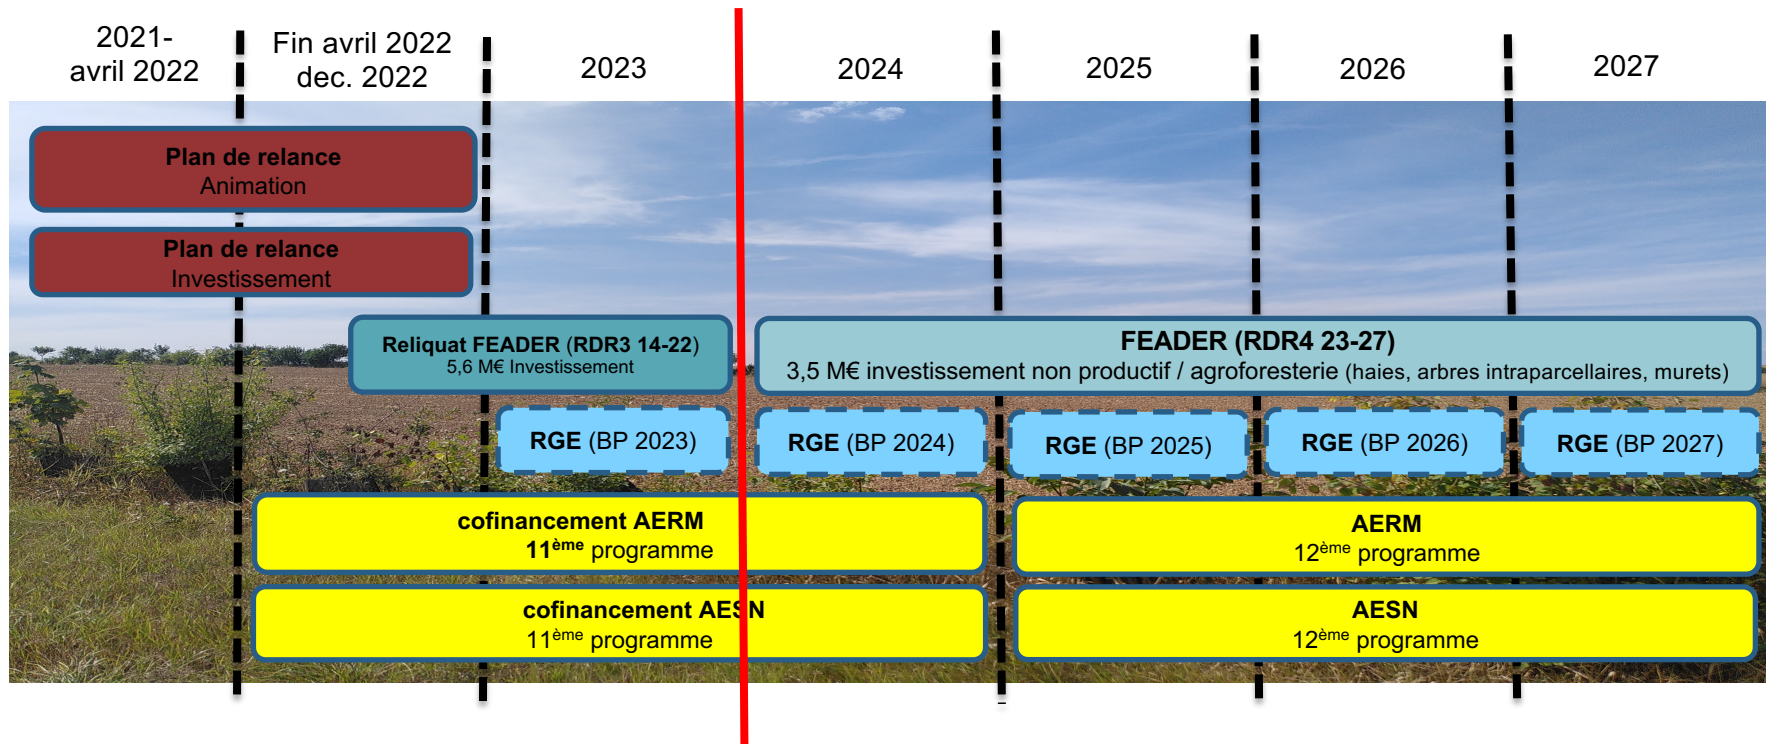 2021-
avril 2022
Fin avril 2022
dec. 2022
2023
2024
2025
2026
2027
Plan de relance
Animation
Plan de relance
Investissement
Reliquat FEADER (RDR3 14-22)
5,6 M€ Investissement
FEADER (RDR4 23-27)
3,5 M€ investissement non productif / agroforesterie (haies, arbres intraparcellaires, murets)
RGE (BP 2023)
RGE (BP 2024)
RGE (BP 2025)
RGE (BP 2026)
RGE (BP 2027)
cofinancement AERM
11ème programme
AERM
12ème programme
cofinancement AESN
11ème programme
AESN
12ème programme